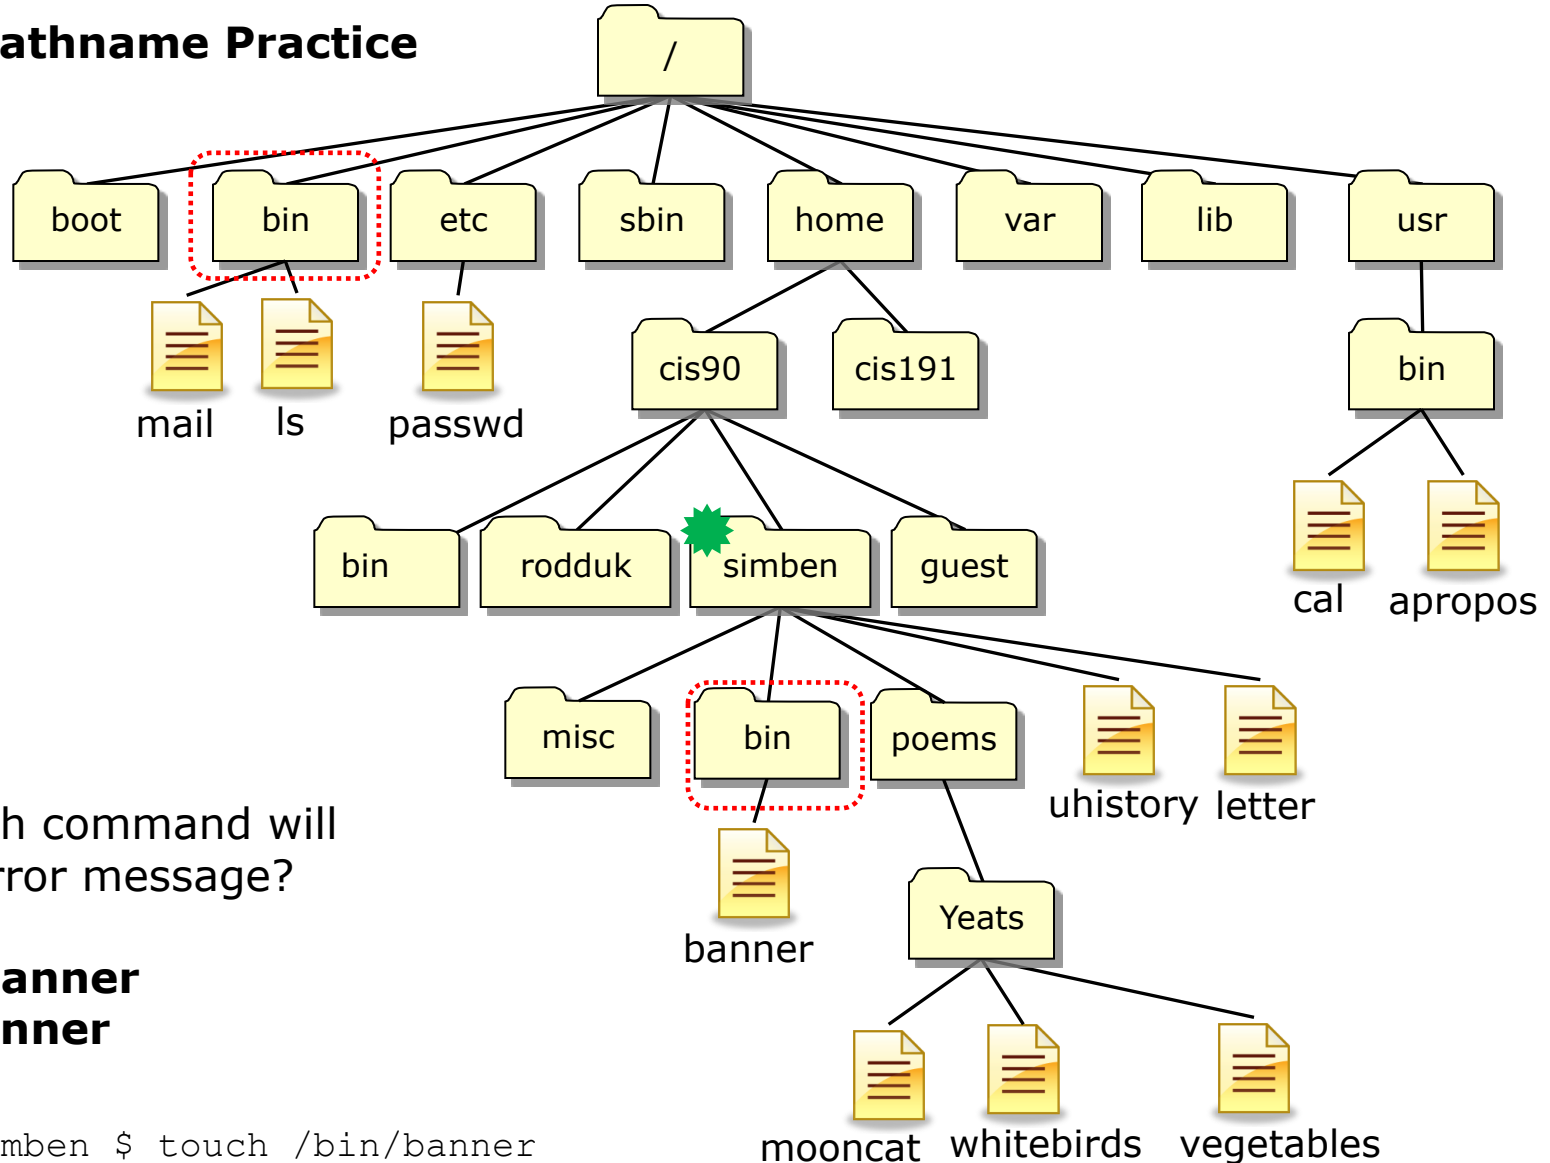 athname Practice
/
boot bin etc sbin home var lib usr
mail ls passwd
cis90 cis191 bin
cal apropos
bin rodduk simben guest
misc bin poems
uhistory letter
h command will
rror message?
banner
Yeats
anner
nner
mooncat whitebirds vegetables
mben $ touch /bin/banner